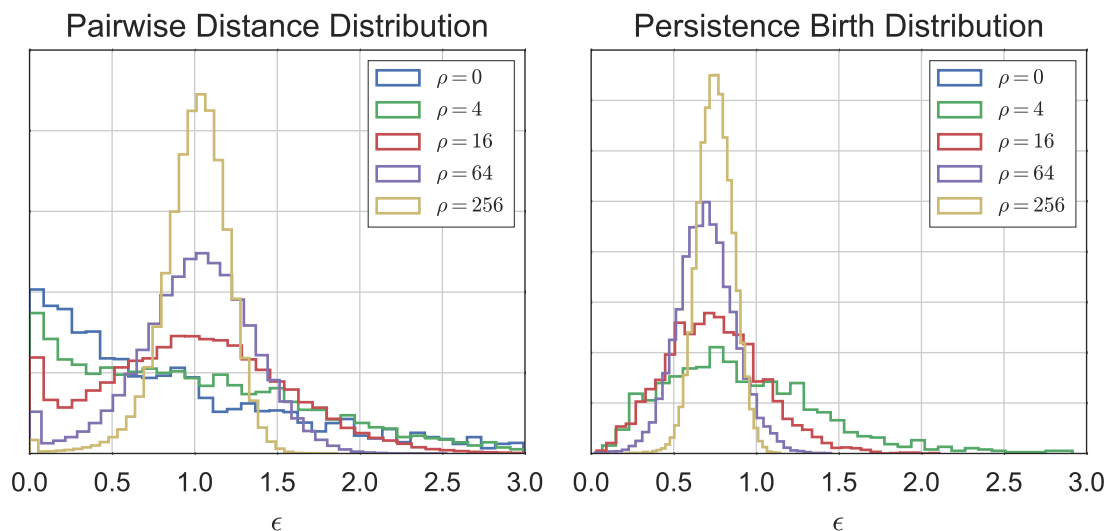 Pairwise Distance Distribution
ρ = 0
ρ = 4
ρ = 16
ρ = 64
ρ = 256
0.0 0.5 1.0 1.5 2.0 2.5 3.0
ϵ
Persistence Birth Distribution
ρ = 0
ρ = 4
ρ = 16
ρ = 64
ρ = 256
0.0 0.5 1.0 1.5 2.0 2.5 3.0
ϵ